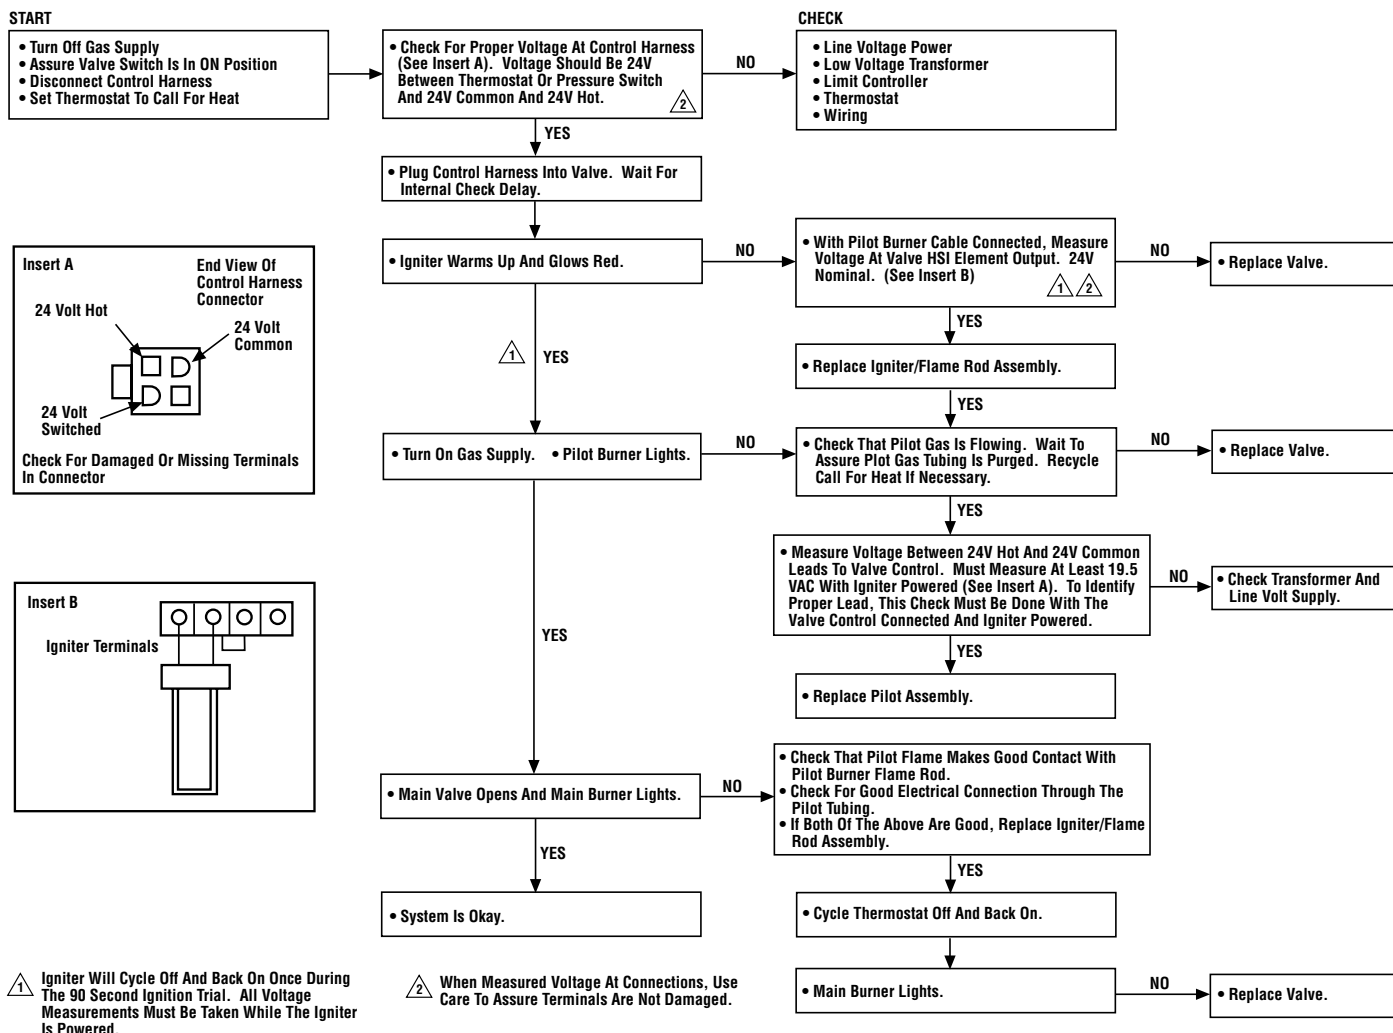 START
• Turn Off Gas Supply
• Assure Valve Switch Is In ON Position
• Disconnect Control Harness
• Set Thermostat To Call For Heat
• Check For Proper Voltage At Control Harness
(See Insert A). Voltage Should Be 24V
Between Thermostat Or Pressure Switch
And 24V Common And 24V Hot.
2
NO
CHECK
• Line Voltage Power
• Low Voltage Transformer
• Limit Controller
• Thermostat
• Wiring
YES
• Plug Control Harness Into Valve. Wait For
Internal Check Delay.
• Igniter Warms Up And Glows Red.
NO
• With Pilot Burner Cable Connected, Measure
Voltage At Valve HSI Element Output. 24V
Nominal. (See Insert B)
1 2
NO
• Replace Valve.
YES
• Replace Igniter/Flame Rod Assembly.
YES
1
YES
• Turn On Gas Supply. • Pilot Burner Lights.
NO
• Check That Pilot Gas Is Flowing. Wait To
Assure Plot Gas Tubing Is Purged. Recycle
Call For Heat If Necessary.
NO
• Replace Valve.
YES
• Measure Voltage Between 24V Hot And 24V Common
Leads To Valve Control. Must Measure At Least 19.5
VAC With Igniter Powered (See Insert A). To Identify
Proper Lead, This Check Must Be Done With The
Valve Control Connected And Igniter Powered.
NO
• Check Transformer And
Line Volt Supply.
YES
• Replace Pilot Assembly.
YES
• Main Valve Opens And Main Burner Lights.
NO
• Check That Pilot Flame Makes Good Contact With
Pilot Burner Flame Rod.
• Check For Good Electrical Connection Through The
Pilot Tubing.
• If Both Of The Above Are Good, Replace Igniter/Flame
Rod Assembly.
YES
• System Is Okay.
YES
• Cycle Thermostat Off And Back On.
• Main Burner Lights.
NO
• Replace Valve.
Insert A
End View Of
Control Harness
Connector
24 Volt Hot
24 Volt
Common
24 Volt
Switched
Check For Damaged Or Missing Terminals
In Connector
Insert B
Igniter Terminals
1 Igniter Will Cycle Off And Back On Once During
The 90 Second Ignition Trial. All Voltage
Measurements Must Be Taken While The Igniter
Is Powered.
2 When Measured Voltage At Connections, Use
Care To Assure Terminals Are Not Damaged.